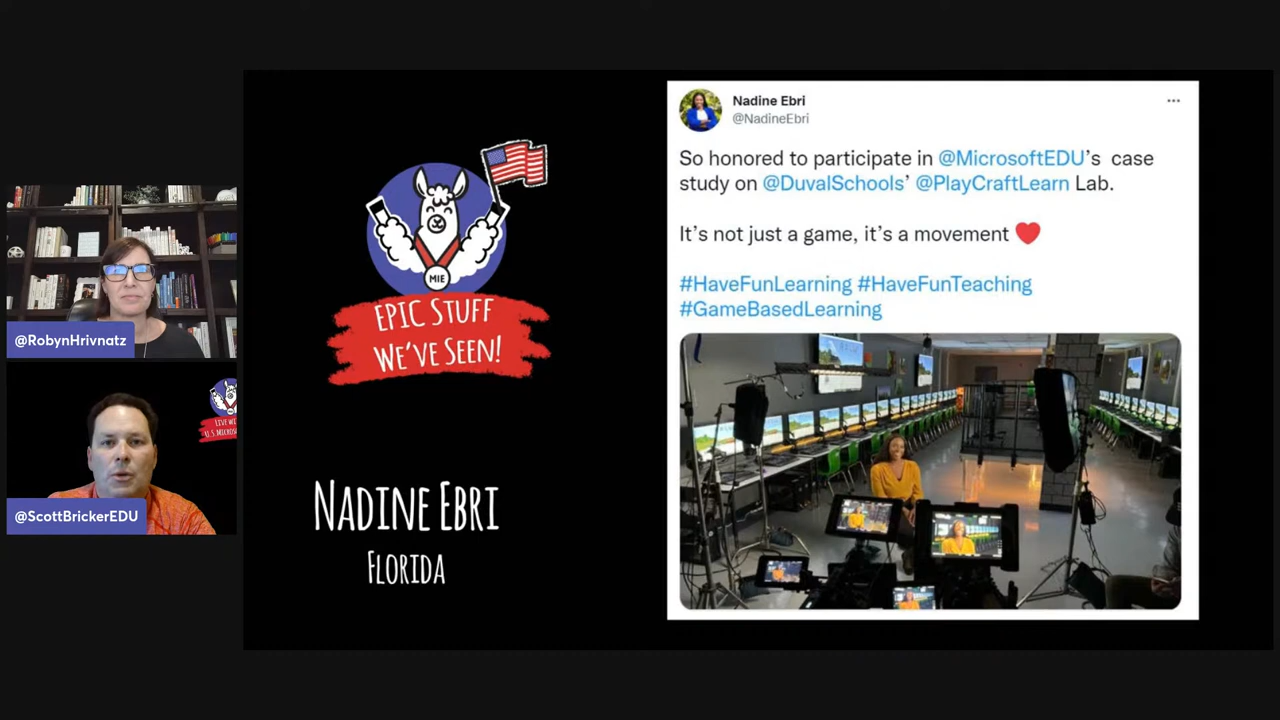 @RobynHrivnatz
@ScottBrickerEDU
MIE
EPIC STUFF
WE'VE SEEN!
NADINE EBRI
FLORIDA
Nadine Ebri
@NadineEbri
So honored to participate in @MicrosoftEDU's case
study on @DuvalSchools' @PlayCraftLearn Lab.
It's not just a game, it's a movement ❤️
#HaveFunLearning #HaveFunTeaching
#GameBasedLearning